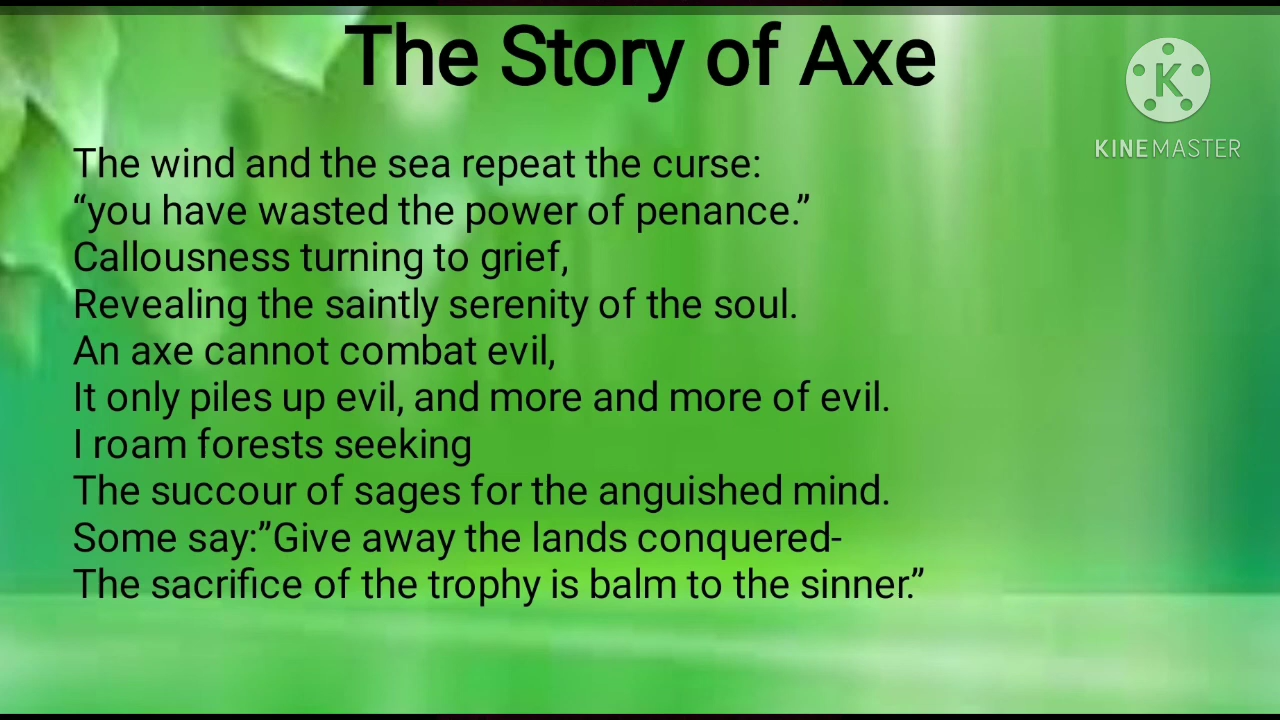 The Story of Axe
K
KINEMASTER
The wind and the sea repeat the curse:
“you have wasted the power of penance.”
Callousness turning to grief,
Revealing the saintly serenity of the soul.
An axe cannot combat evil,
It only piles up evil, and more and more of evil.
I roam forests seeking
The succour of sages for the anguished mind.
Some say:”Give away the lands conquered-
The sacrifice of the trophy is balm to the sinner.”